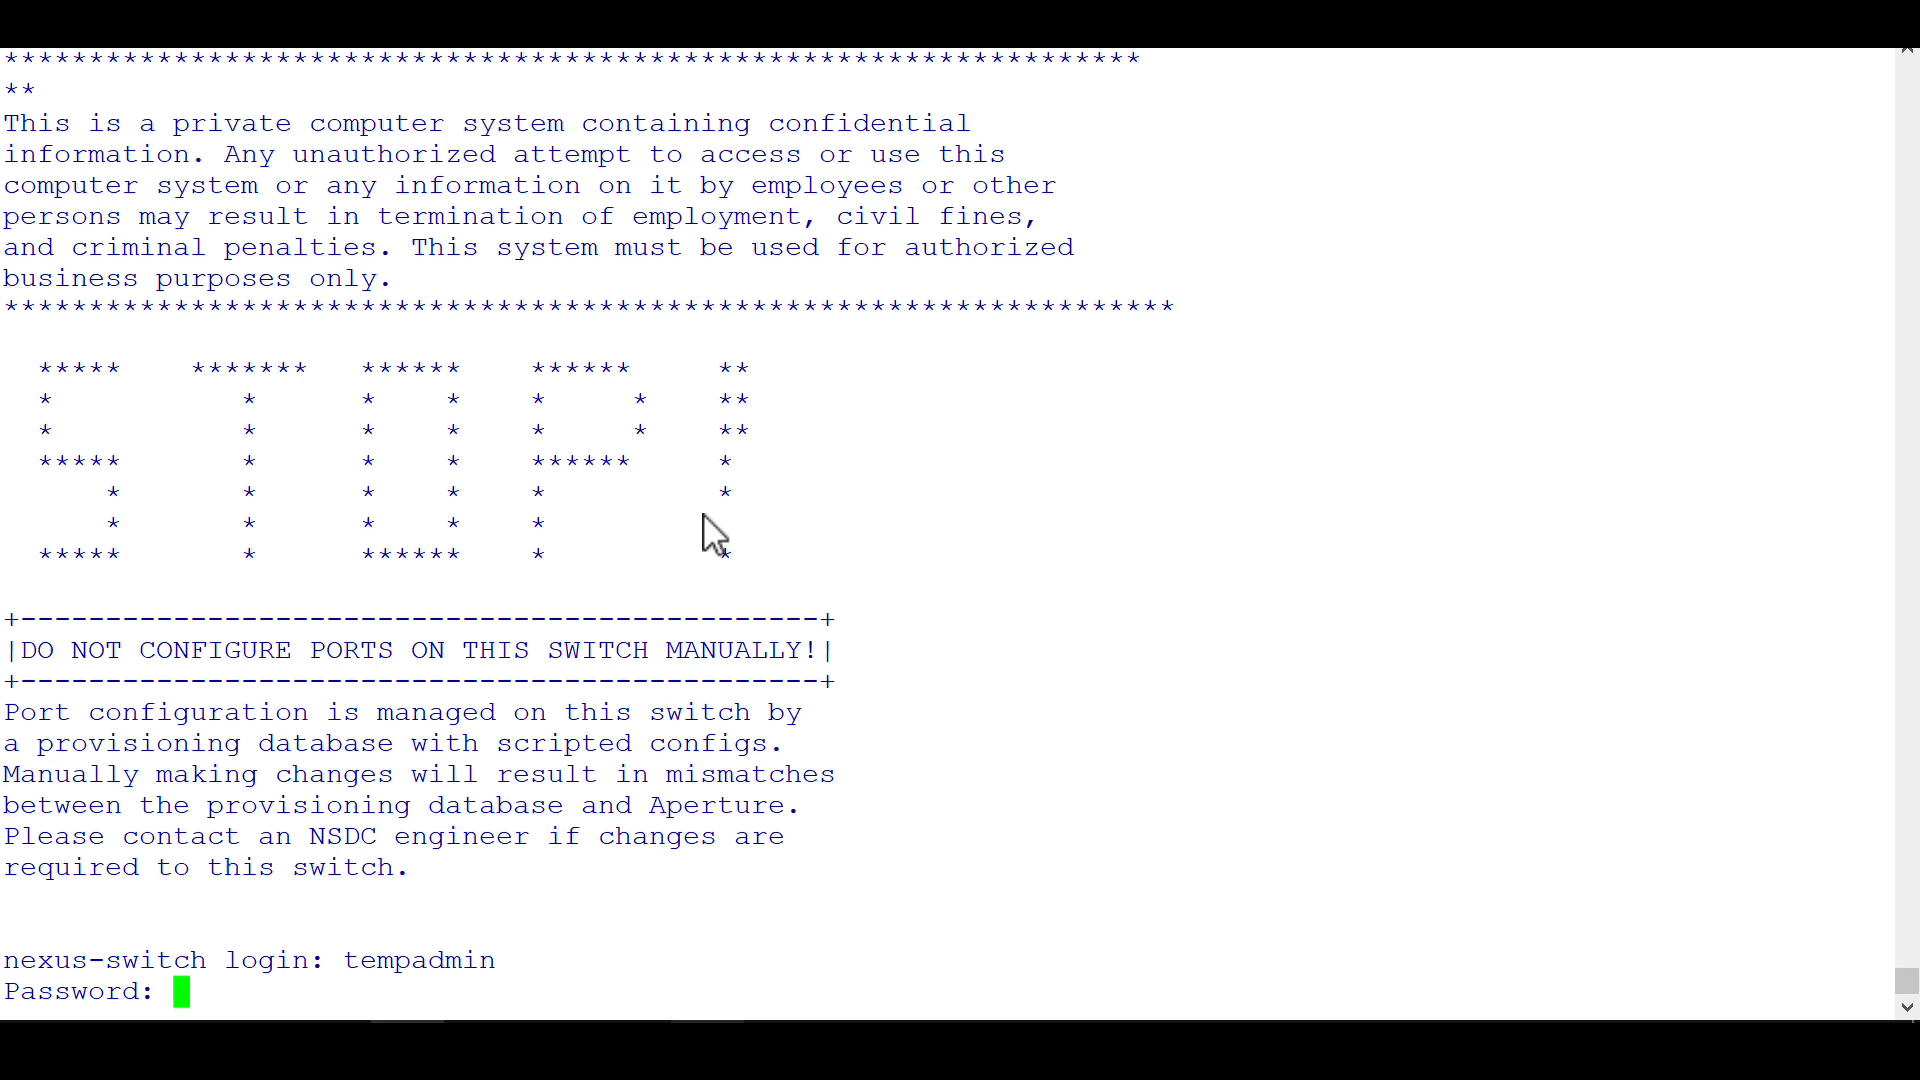 *******************************************************************
**
This is a private computer system containing confidential
information. Any unauthorized attempt to access or use this
computer system or any information on it by employees or other
persons may result in termination of employment, civil fines,
and criminal penalties. This system must be used for authorized
business purposes only.
*********************************************************************

  *****    *******   ******    ******     **
  *           *      *    *    *     *    **
  *           *      *    *    *     *    **
  *****       *      *    *    ******     *
      *       *      *    *    *          *
      *       *      *    *    *
  *****       *      ******    *          *

+-----------------------------------------------+
|DO NOT CONFIGURE PORTS ON THIS SWITCH MANUALLY!|
+-----------------------------------------------+
Port configuration is managed on this switch by
a provisioning database with scripted configs.
Manually making changes will result in mismatches
between the provisioning database and Aperture.
Please contact an NSDC engineer if changes are
required to this switch.

nexus-switch login: tempadmin
Password: